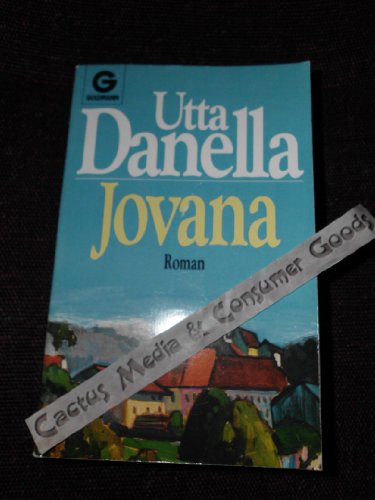 G
GOLDMANN
Utta
Danella
Jovana
Roman
Cactus Media & Consumer Goods